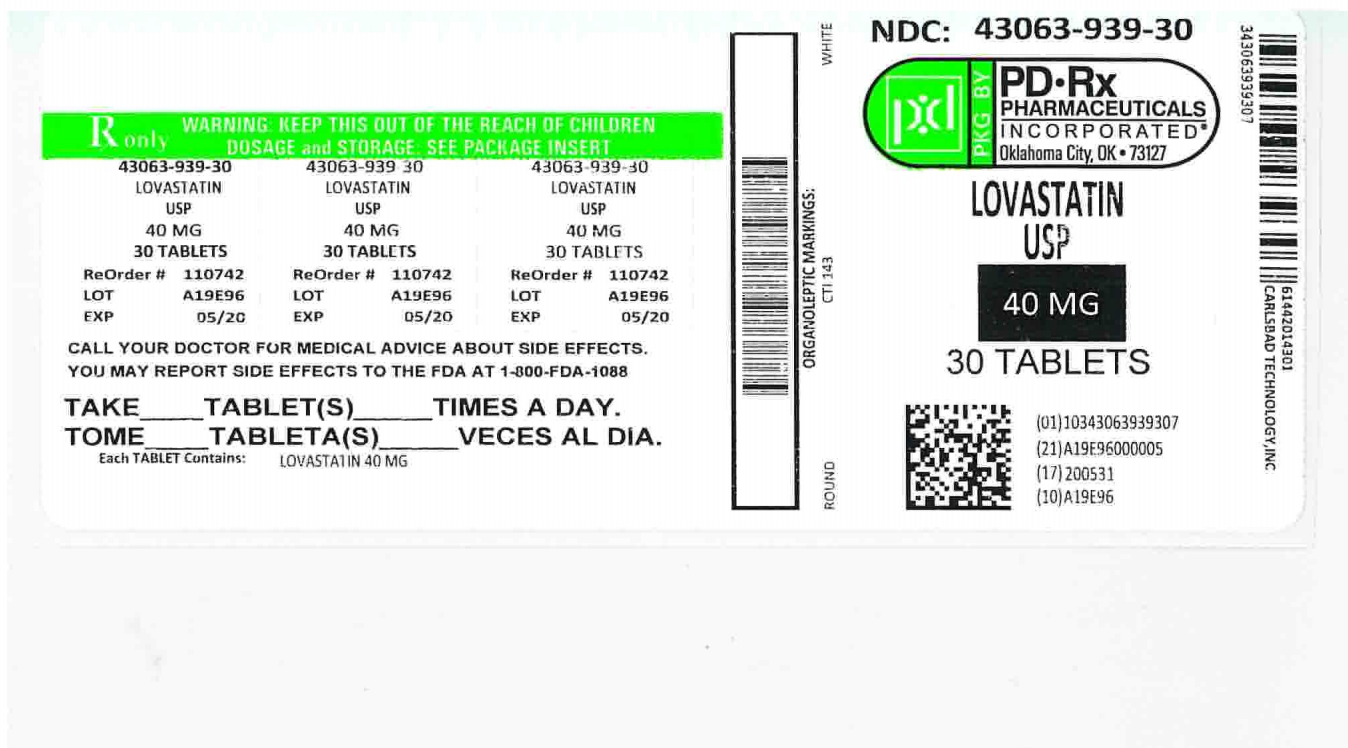 R only
WARNING: KEEP THIS OUT OF THE REACH OF CHILDREN
DOSAGE and STORAGE. SEE PACKAGE INSERT
43063-939-30 43063-939-30 43063-939-30
LOVASTATIN LOVASTATIN LOVASTATIN
USP USP USP
40 MG 40 MG 40 MG
30 TABLETS 30 TABLETS 30 TABLETS
ReOrder # 110742 ReOrder # 110742 ReOrder # 110742
LOT A19E96 LOT A19E96 LOT A19E96
EXP 05/20 EXP 05/20 EXP 05/20
CALL YOUR DOCTOR FOR MEDICAL ADVICE ABOUT SIDE EFFECTS.
YOU MAY REPORT SIDE EFFECTS TO THE FDA AT 1-800-FDA-1088
TAKE____TABLET(S)_____TIMES A DAY.
TOME_____TABLETA(S)_____VECES AL DIA.
Each TABLET Contains: LOVASTATIN 40 MG
ORGANOLEPTIC MARKINGS:
ROUND CTI 143 WHITE
NDC: 43063-939-30
pd
PKG BY
PD•Rx
PHARMACEUTICALS
INCORPORATED®
Oklahoma City, OK • 73127
LOVASTATIN
USP
40 MG
30 TABLETS
(01)10343063939307
(21)A19E96000005
(17)200531
(10)A19E96
343063939307
61442014301
CARLSBAD TECHNOLOGY,INC